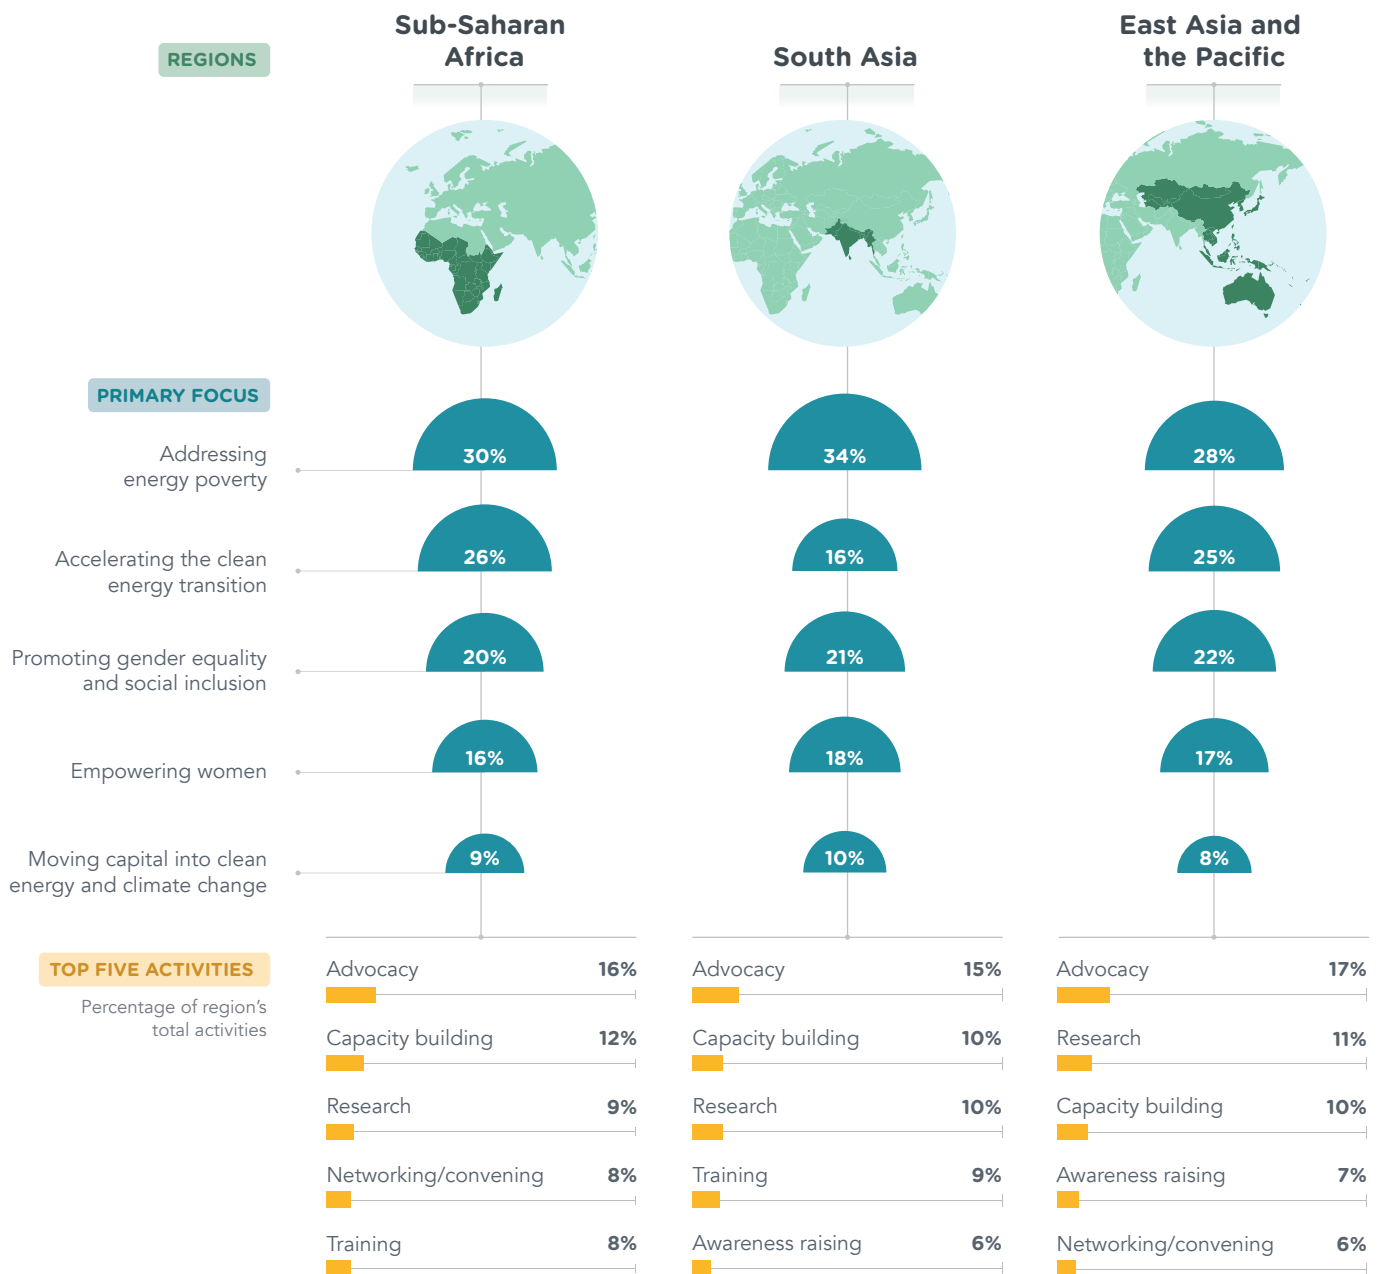 REGIONS
Sub-Saharan
Africa
South Asia
East Asia and
the Pacific
PRIMARY FOCUS
Addressing
energy poverty
30%
34%
28%
Accelerating the clean
energy transition
26%
16%
25%
Promoting gender equality
and social inclusion
20%
21%
22%
Empowering women
16%
18%
17%
Moving capital into clean
energy and climate change
9%
10%
8%
TOP FIVE ACTIVITIES
Percentage of region's
total activities
Advocacy 16%
Capacity building 12%
Research 9%
Networking/convening 8%
Training 8%
Advocacy 15%
Capacity building 10%
Research 10%
Training 9%
Awareness raising 6%
Advocacy 17%
Research 11%
Capacity building 10%
Awareness raising 7%
Networking/convening 6%